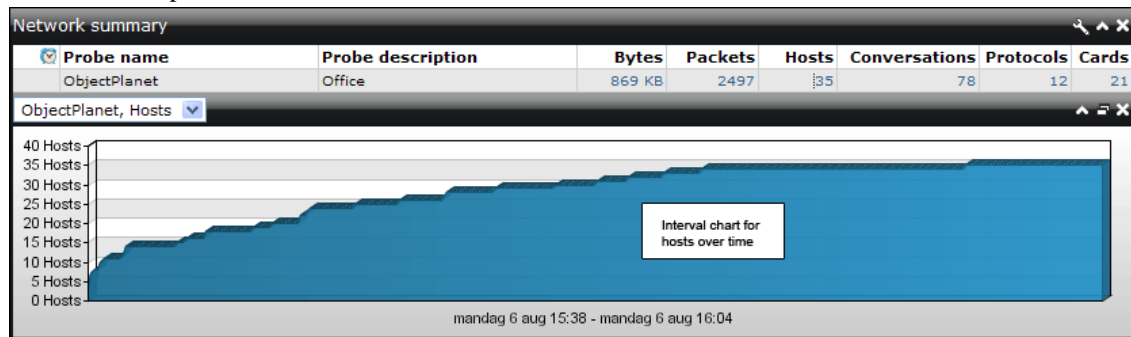 Network summary
Probe name Probe description Bytes Packets Hosts Conversations Protocols Cards
ObjectPlanet Office 869 KB 2497 35 78 12 21
ObjectPlanet, Hosts
40 Hosts
35 Hosts
30 Hosts
25 Hosts
20 Hosts
15 Hosts
10 Hosts
5 Hosts
0 Hosts
Interval chart for
hosts over time
mandag 6 aug 15:38 - mandag 6 aug 16:04